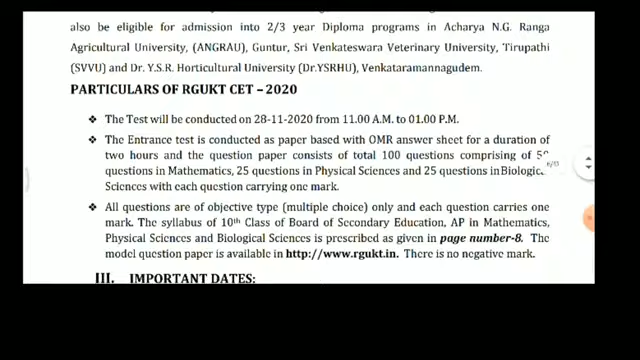 also be eligible for admission into 2/3 year Diploma programs in Acharya N.G. Ranga
Agricultural University, (ANGRAU), Guntur, Sri Venkateswara Veterinary University, Tirupathi
(SVVU) and Dr. Y.S.R. Horticultural University (Dr.YSRHU), Venkataramannagudem.
PARTICULARS OF RGUKT CET – 2020
❖ The Test will be conducted on 28-11-2020 from 11.00 A.M. to 01.00 P.M.
❖ The Entrance test is conducted as paper based with OMR answer sheet for a duration of
two hours and the question paper consists of total 100 questions comprising of
questions in Mathematics, 25 questions in Physical Sciences and 25 questions in
Sciences with each question carrying one mark.
❖ All questions are of objective type (multiple choice) only and each question carries one
mark. The syllabus of 10th Class of Board of Secondary Education, AP in Mathematics,
Physical Sciences and Biological Sciences is prescribed as given in page number-8. The
model question paper is available in http://www.rgukt.in. There is no negative mark.
III. IMPORTANT DATES: